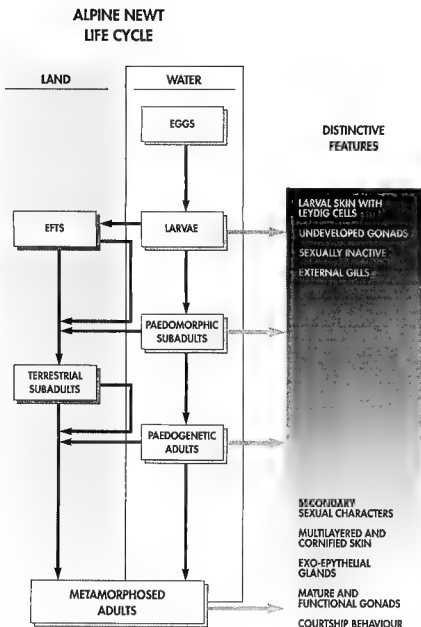 ALPINE NEWT
LIFE CYCLE
LAND
WATER
DISTINCTIVE
FEATURES
EGGS
EFTS
LARVAE
PAEDOMORPHIC
SUBADULTS
TERRESTRIAL
SUBADULTS
PAEDOGENETIC
ADULTS
METAMORPHOSED
ADULTS
LARVAL SKIN WITH
LEYDIG CELLS
UNDEVELOPED GONADS
SEXUALLY INACTIVE
EXTERNAL GILLS
SECONDARY
SEXUAL CHARACTERS
MULTILAYERED AND
CORNIFIED SKIN
EXO-EPYTHELIAL
GLANDS
MATURE AND
FUNCTIONAL GONADS
COURTSHIP BEHAVIOUR